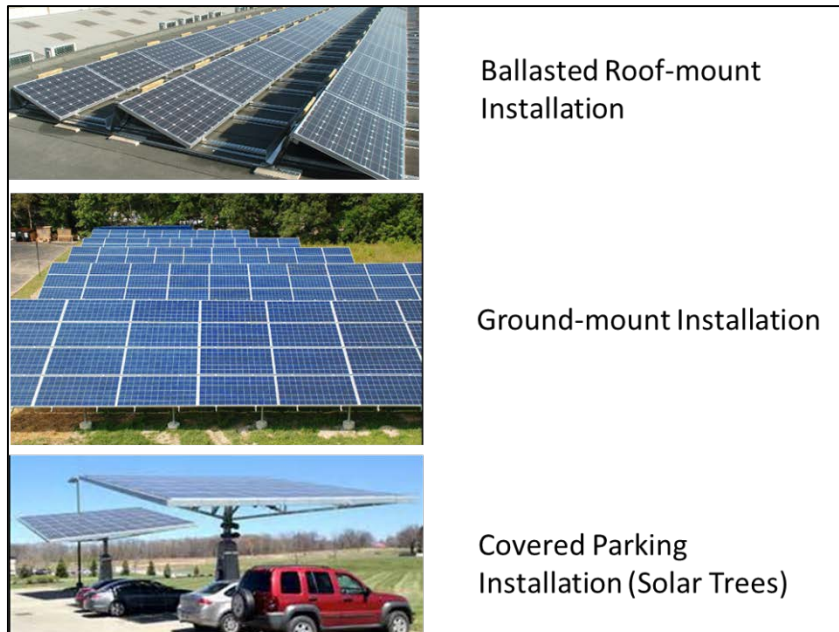 Ballasted Roof-mount
Installation
Ground-mount Installation
Covered Parking
Installation (Solar Trees)